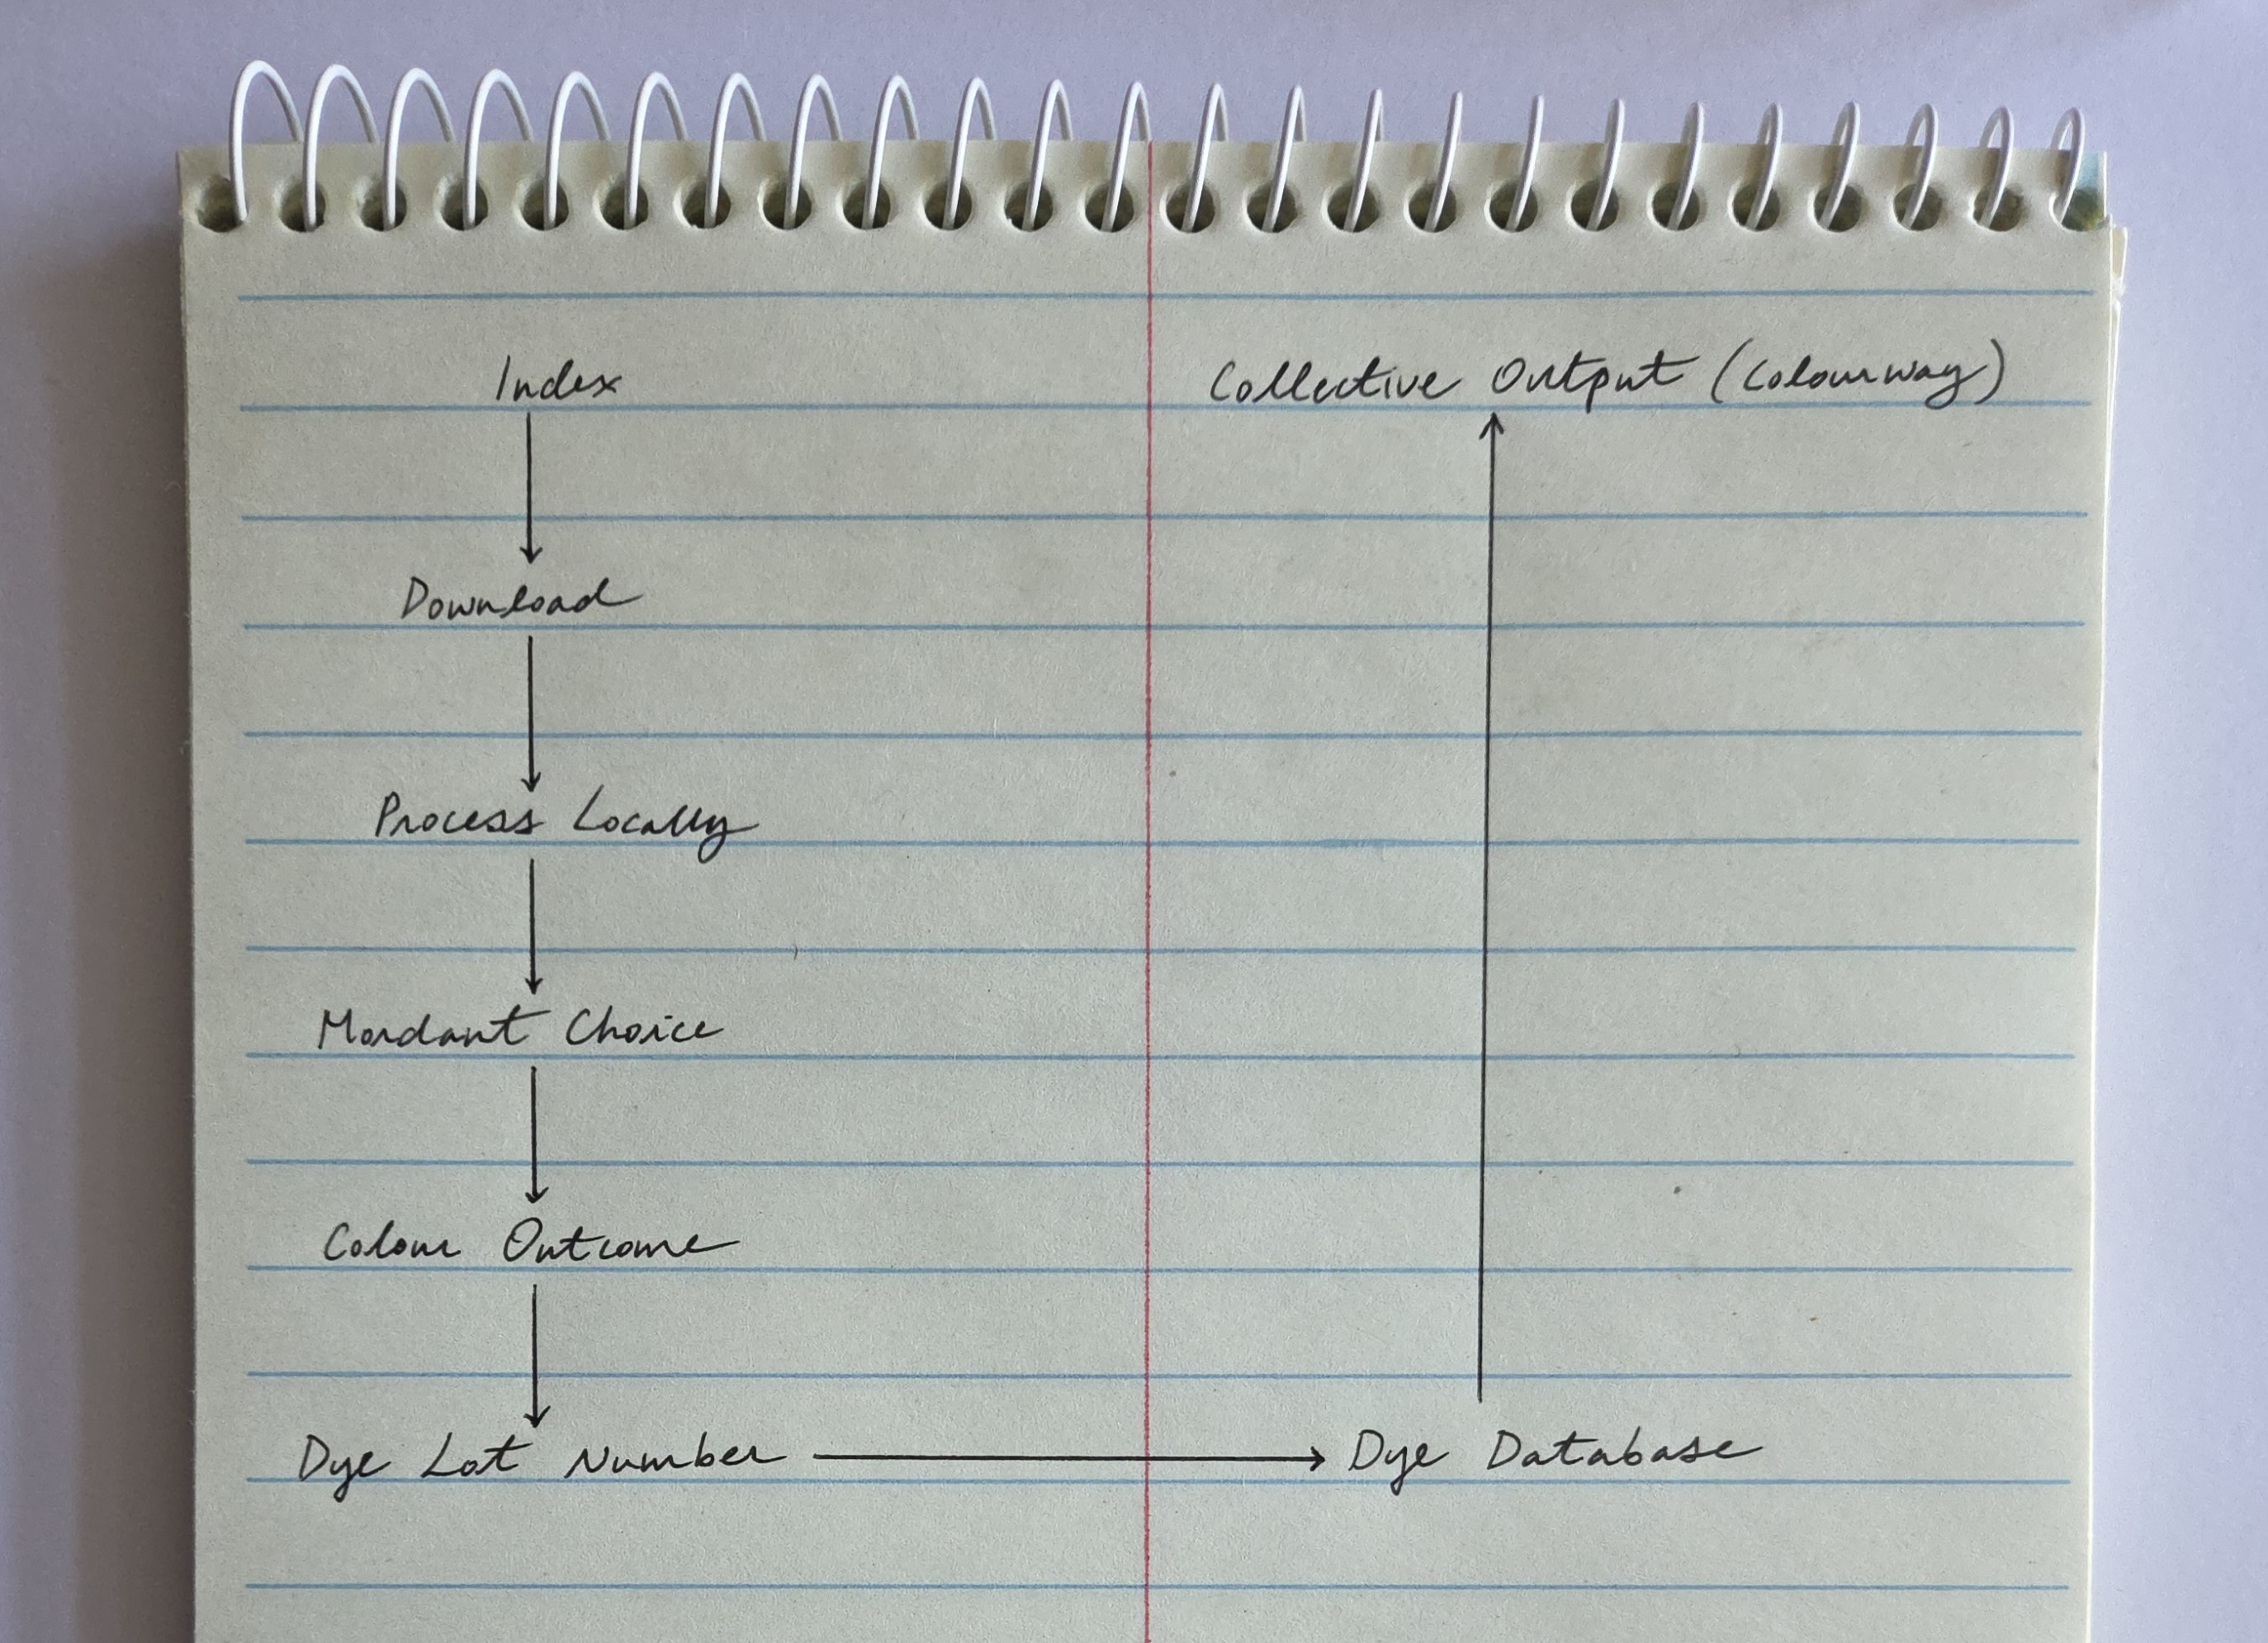 Index
Collective Output (Colourway)
Download
Process Locally
Mordant Choice
Colour Outcome
Dye Lot Number
Dye Database